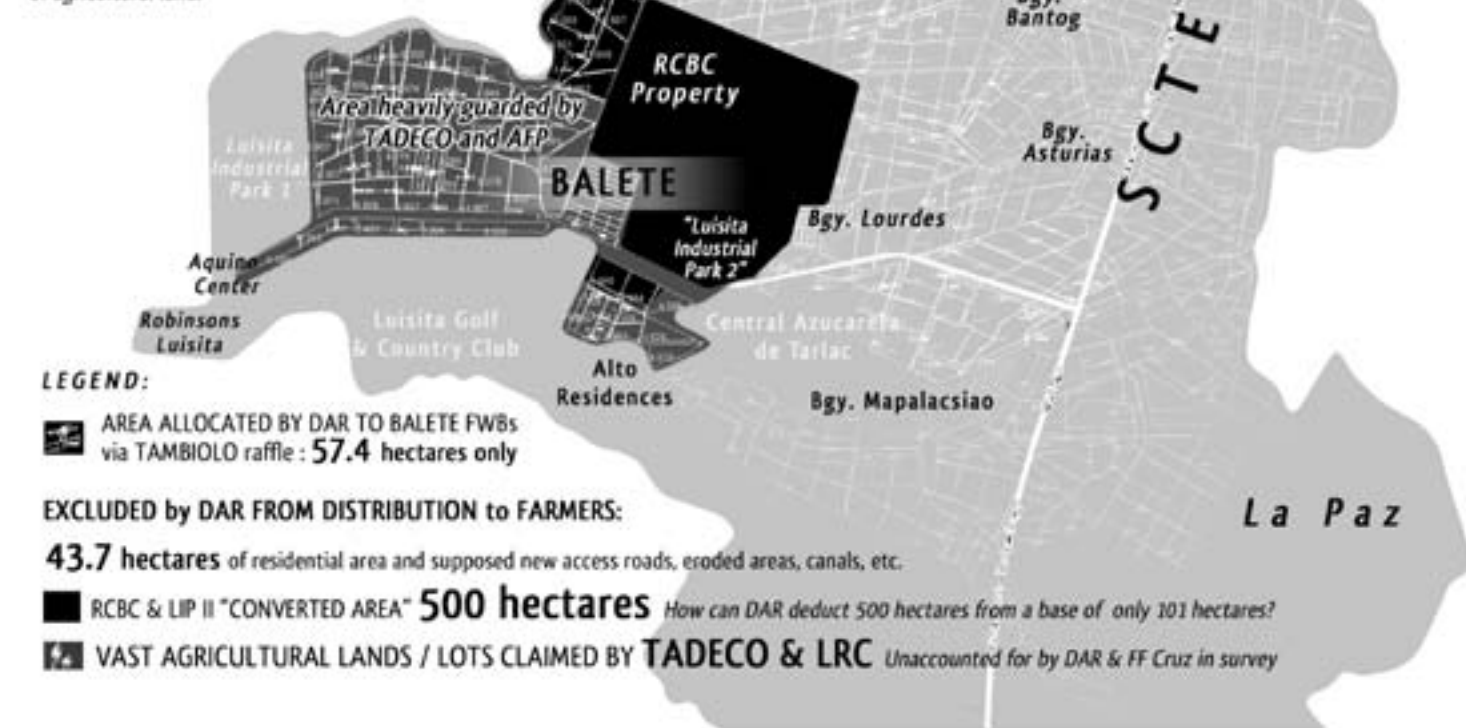 Bgy.
Bantog
SCTE
RCBC
Property
Area heavily guarded by
TADECO and AFP
Bgy.
Asturias
Luisita
Industrial
Park 1
BALETE
Bgy. Lourdes
"Luisita
Industrial
Park 2"
Aquino
Center
Robinsons
Luisita
Luisita Golf
& Country Club
Central Azucarera
de Tarlac
Alto
Residences
Bgy. Mapalacsiao
LEGEND:
AREA ALLOCATED BY DAR TO BALETE FWBs
via TAMBIOLO raffle : 57.4 hectares only
La Paz
EXCLUDED by DAR FROM DISTRIBUTION to FARMERS:
43.7 hectares of residential area and supposed new access roads, eroded areas, canals, etc.
RCBC & LIP II "CONVERTED AREA" 500 hectares How can DAR deduct 500 hectares from a base of only 101 hectares?
VAST AGRICULTURAL LANDS / LOTS CLAIMED BY TADECO & LRC Unaccounted for by DAR & FF Cruz in survey